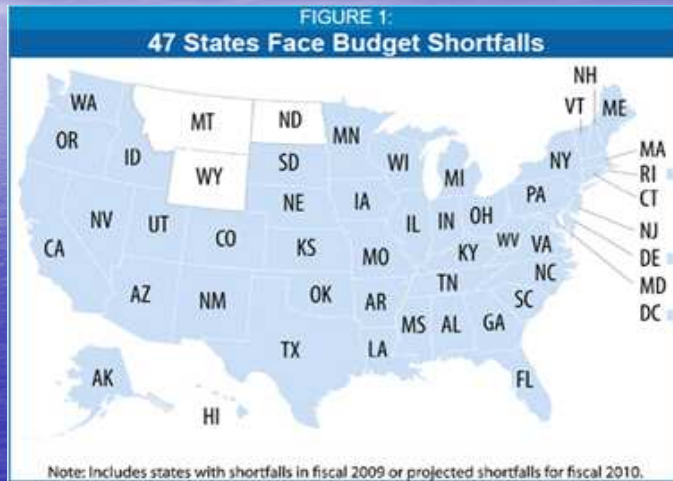 FIGURE 1:
47 States Face Budget Shortfalls
NH
VT ME
WA
MT ND
MN
OR
ID
SD
WI
NY
MA
RI
CT
WY
MI
PA
NE
IA
NJ
NV
UT
IL IN OH
DE
CO
WV VA
MD
CA
KS
MO
KY
NC
DC
TN
AZ
NM
OK
AR
SC
MS AL GA
TX
LA
AK
FL
HI
Note: Includes states with shortfalls in fiscal 2009 or projected shortfalls for fiscal 2010.